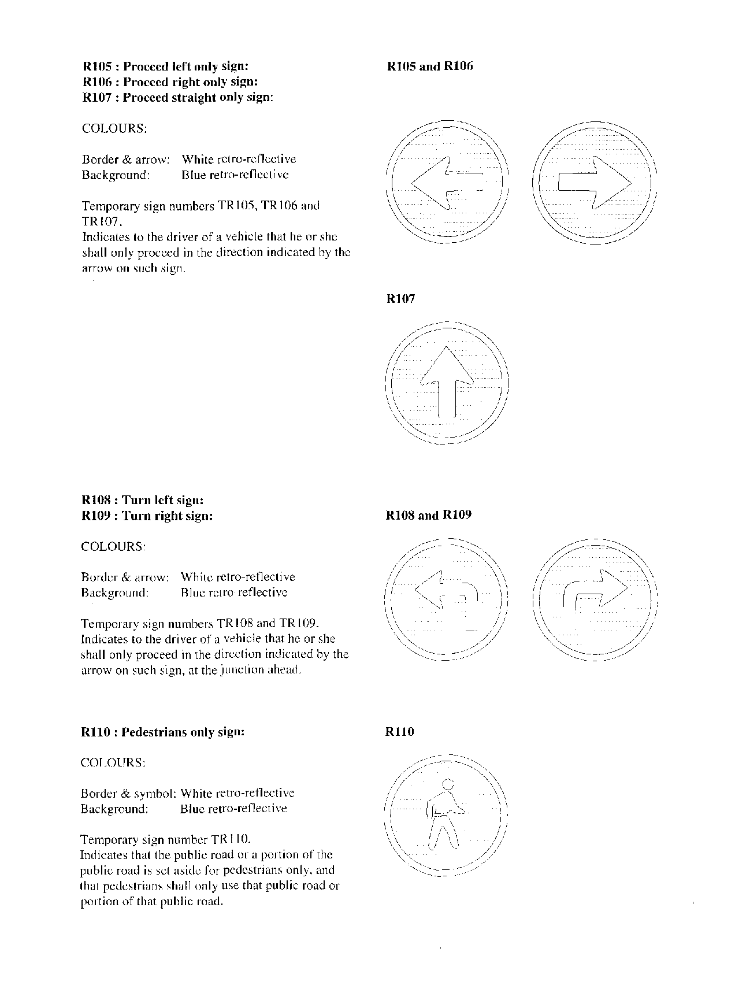 R105 : Proceed left only sign:
R106 : Proceed right only sign:
R107 : Proceed straight only sign:
R105 and R106
COLOURS:
Border & arrow: White retro-reflective
Background: Blue retro-reflective
Temporary sign numbers TR105, TR106 and
TR107.
Indicates to the driver of a vehicle that he or she
shall only proceed in the direction indicated by the
arrow on such sign.
R107
R108 : Turn left sign:
R109 : Turn right sign:
R108 and R109
COLOURS:
Border & arrow: White retro-reflective
Background: Blue retro-reflective
Temporary sign numbers TR108 and TR109.
Indicates to the driver of a vehicle that he or she
shall only proceed in the direction indicated by the
arrow on such sign, at the junction ahead.
R110 : Pedestrians only sign:
R110
COLOURS:
Border & symbol: White retro-reflective
Background: Blue retro-reflective
Temporary sign number TR110.
Indicates that the public road or a portion of the
public road is set aside for pedestrians only, and
that pedestrians shall only use that public road or
portion of that public road.